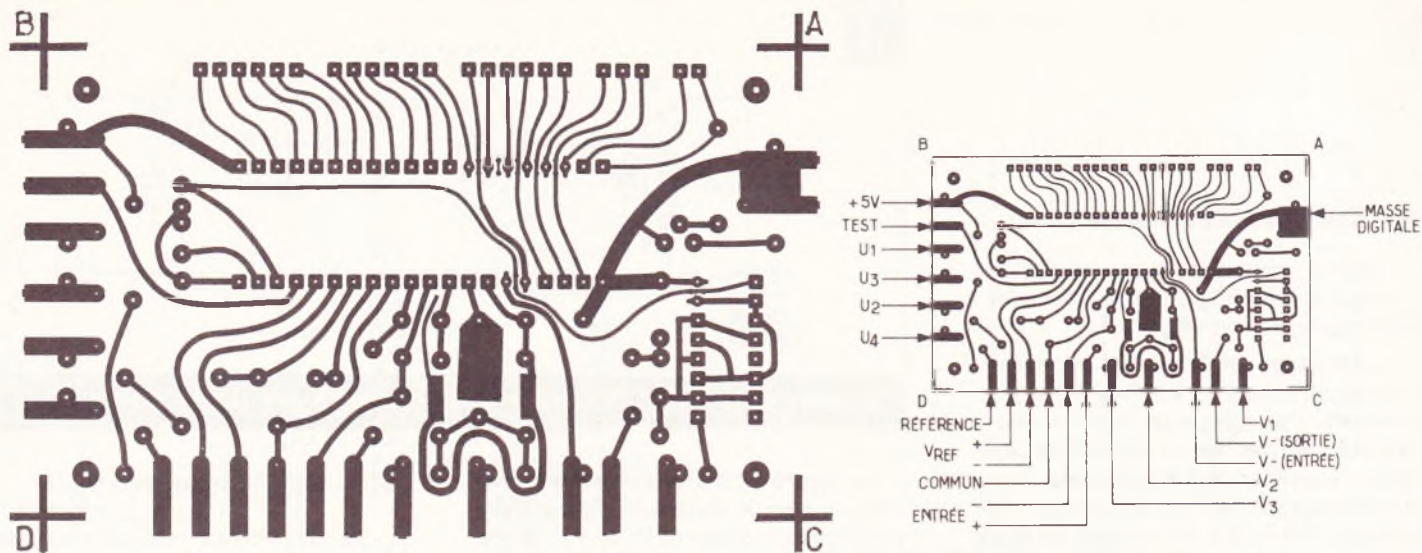 B
A
D
C
B
A
+5V
TEST
U1
U3
U2
U4
MASSE
DIGITALE
D
C
RÉFÉRENCE
VREF
+
-
COMMUN
-
ENTRÉE
+
V1
V-(SORTIE)
V-(ENTRÉE)
V2
V3